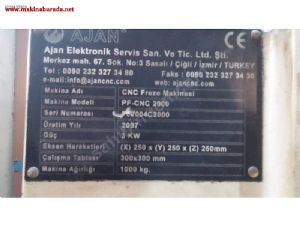 www.makinaburada.net
AJAN
Ajan Elektronik Servis San. Ve Tic. Ltd. Şti.
Merkez mah. 67. Sok. No:3 Sasalı / Çiğli / İzmir / TURKEY
Tel : 0090 232 327 34 80 Fax : 0090 232 327 34 30
e-mail : info@ajancnc.com www.ajancnc.com
Makina Adı CNC Freze Makinası
Makina Modeli PF-CNC 2000
Seri Numarası
Üretim Yılı 2007
Güç 3 KW
Eksen Hareketleri (X) 250 x (Y) 250 x (Z) 250mm
Çalışma Tablası 300x300 mm
Makina Ağırlığı 1000 kg.